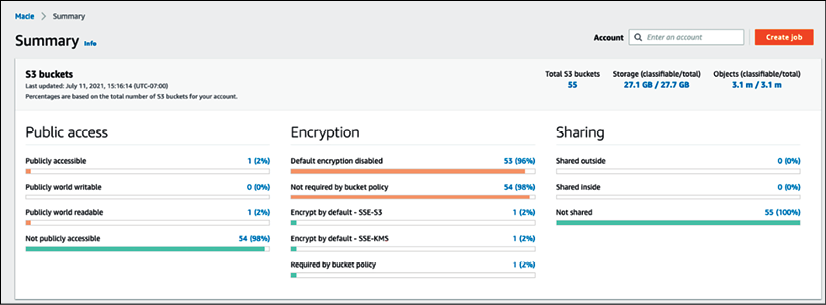 Macie > Summary
Summary Info
Account
Enter an account
Create job
S3 buckets
Last updated: July 11, 2021, 15:16:14 (UTC-07:00)
Percentages are based on the total number of S3 buckets for your account.
Total S3 buckets
55
Storage (classifiable/total)
27.1 GB / 27.7 GB
Objects (classifiable/total)
3.1 m / 3.1 m
Public access
Publicly accessible 1 (2%)
Publicly world writable 0 (0%)
Publicly world readable 1 (2%)
Not publicly accessible 54 (98%)
Encryption
Default encryption disabled 53 (96%)
Not required by bucket policy 54 (98%)
Encrypt by default - SSE-S3 1 (2%)
Encrypt by default - SSE-KMS 1 (2%)
Required by bucket policy 1 (2%)
Sharing
Shared outside 0 (0%)
Shared inside 0 (0%)
Not shared 55 (100%)